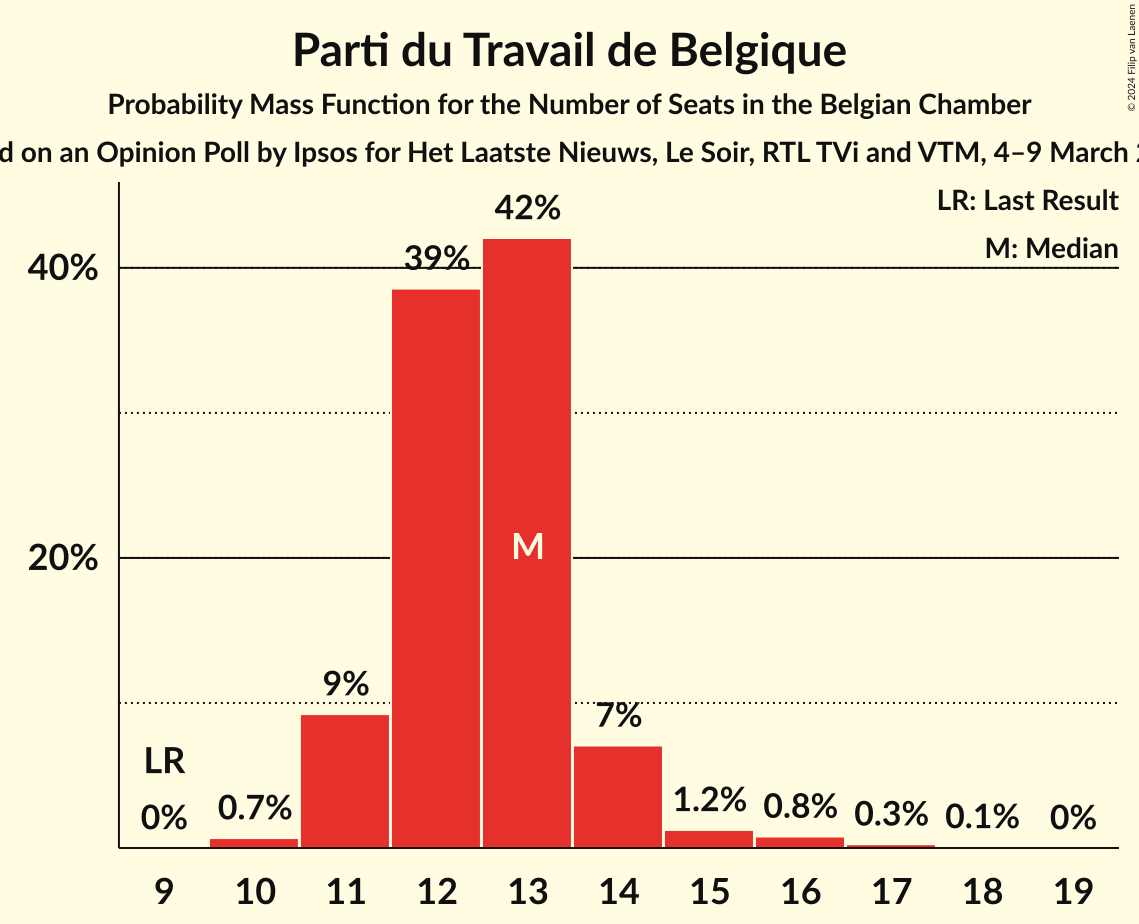 Parti du Travail de Belgique
Probability Mass Function for the Number of Seats in the Belgian Chamber
d on an Opinion Poll by Ipsos for Het Laatste Nieuws, Le Soir, RTL TVi and VTM, 4–9 March
© 2024 Filip van Laenen
LR: Last Result
M: Median
42%
39%
40%
M
20%
9%
7%
LR
0%
0.7%
1.2%
0.8%
0.3%
0.1%
0%
9 10 11 12 13 14 15 16 17 18 19